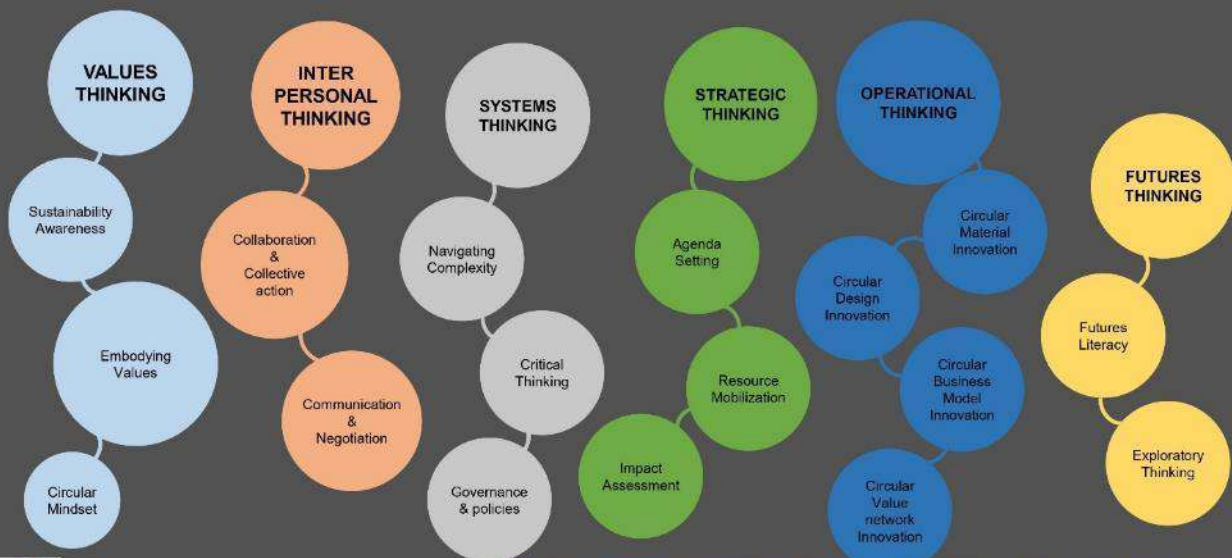 VALUES
THINKING
Sustainability
Awareness
Embodying
Values
Circular
Mindset
INTER
PERSONAL
THINKING
Collaboration
&
Collective
action
Communication
&
Negotiation
SYSTEMS
THINKING
Navigating
Complexity
Critical
Thinking
Governance
& policies
STRATEGIC
THINKING
Agenda
Setting
Resource
Mobilization
Impact
Assessment
OPERATIONAL
THINKING
Circular
Material
Innovation
Circular
Design
Innovation
Circular
Business
Model
Innovation
Circular
Value
network
Innovation
FUTURES
THINKING
Futures
Literacy
Exploratory
Thinking